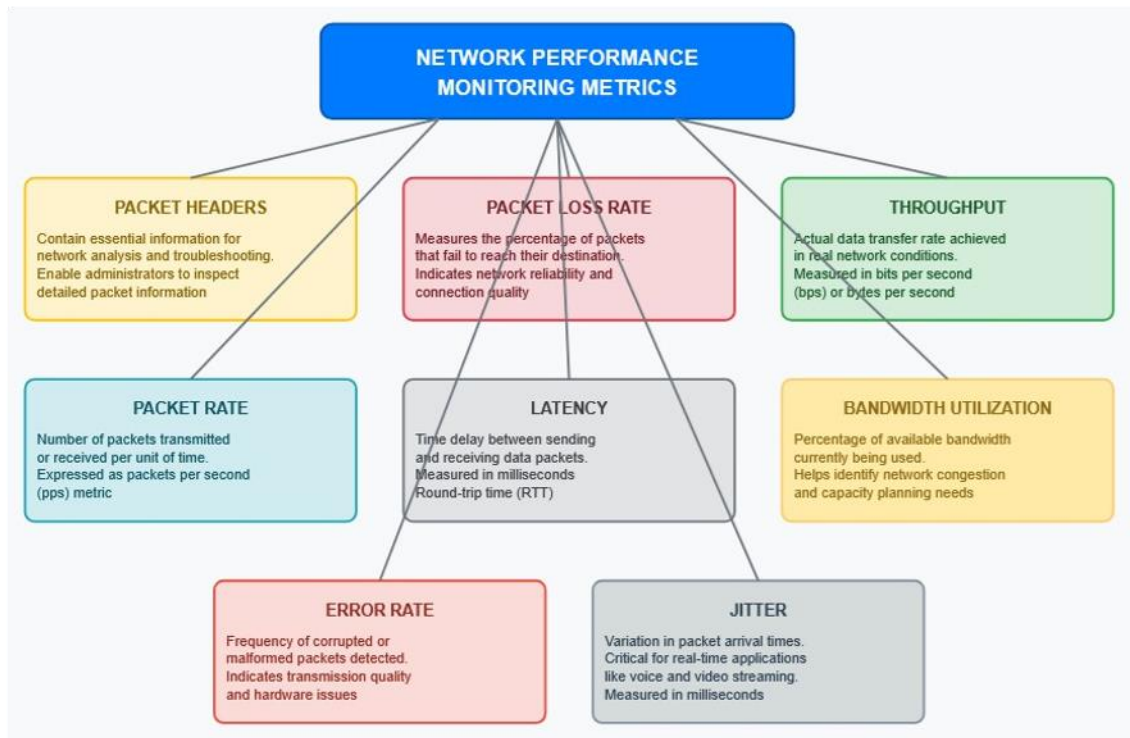 NETWORK PERFORMANCE
MONITORING METRICS
PACKET HEADERS
Contain essential information for
network analysis and troubleshooting.
Enable administrators to inspect
detailed packet information
PACKET LOSS RATE
Measures the percentage of packets
that fail to reach their destination.
Indicates network reliability and
connection quality
THROUGHPUT
Actual data transfer rate achieved
in real network conditions.
Measured in bits per second
(bps) or bytes per second
PACKET RATE
Number of packets transmitted
or received per unit of time.
Expressed as packets per second
(pps) metric
LATENCY
Time delay between sending
and receiving data packets.
Measured in milliseconds
Round-trip time (RTT)
BANDWIDTH UTILIZATION
Percentage of available bandwidth
currently being used.
Helps identify network congestion
and capacity planning needs
ERROR RATE
Frequency of corrupted or
malformed packets detected.
Indicates transmission quality
and hardware issues
JITTER
Variation in packet arrival times.
Critical for real-time applications
like voice and video streaming.
Measured in milliseconds